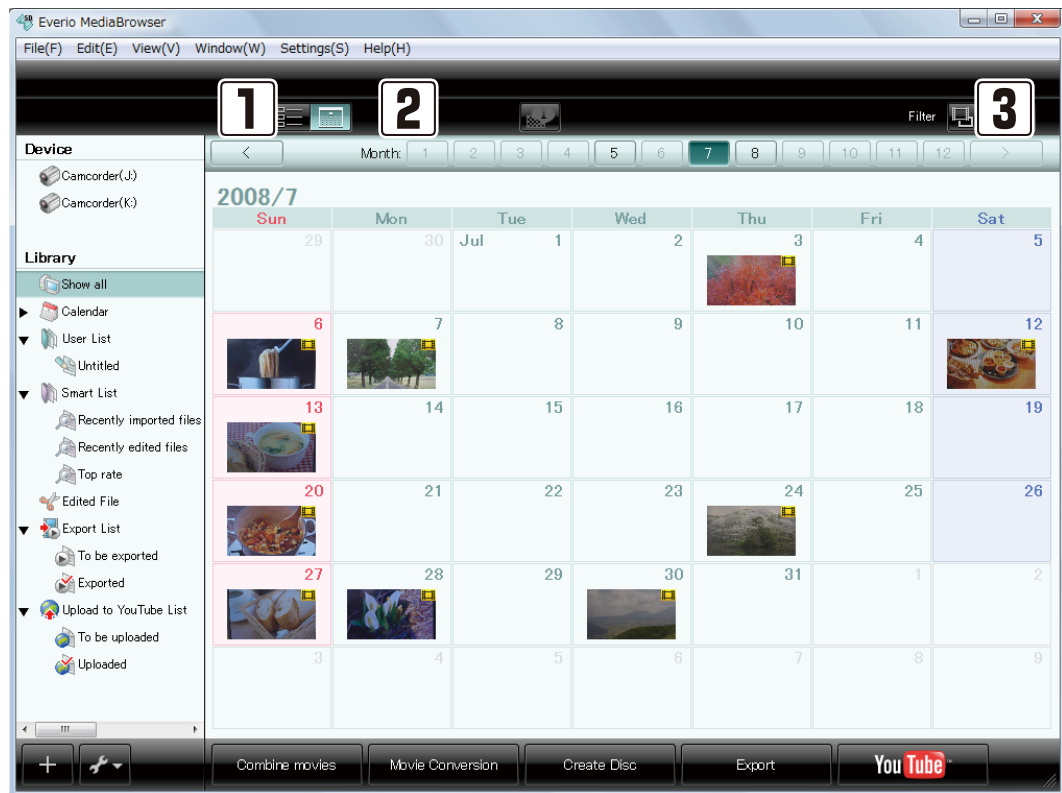 Everio MediaBrowser
File(F) Edit(E) View(V) Window(W) Settings(S) Help(H)
1 2 3
Filter
Device
Camcorder(J:)
Camcorder(K:)
Library
Show all
Calendar
User List
Untitled
Smart List
Recently imported files
Recently edited files
Top rate
Edited File
Export List
To be exported
Exported
Upload to YouTube List
To be uploaded
Uploaded
< Month: 1 2 3 4 5 6 7 8 9 10 11 12 >
2008/7
Sun Mon Tue Wed Thu Fri Sat
29 30 Jul 1 2 3 4 5
6 7 8 9 10 11 12
13 14 15 16 17 18 19
20 21 22 23 24 25 26
27 28 29 30 31 1 2
3 4 5 6 7 8 9
Combine movies Movie Conversion Create Disc Export YouTube